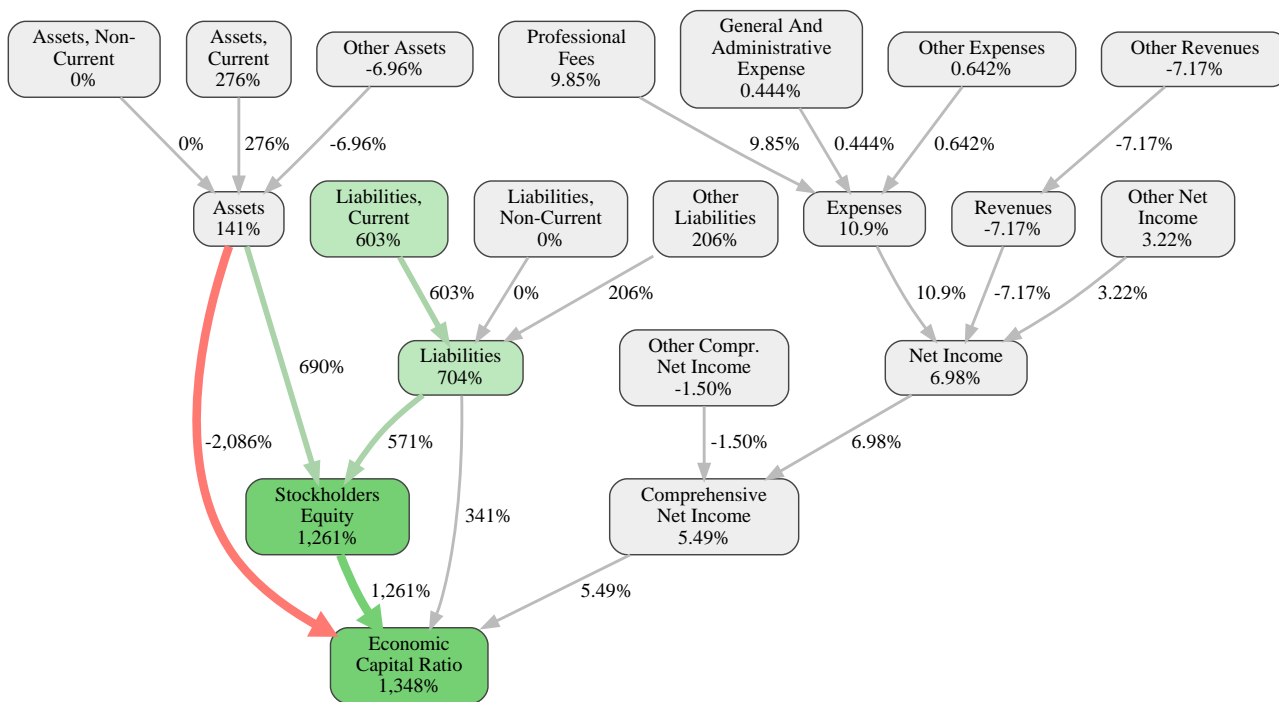 Assets, Non-
Current
0%
Assets,
Current
276%
Other Assets
-6.96%
Professional
Fees
9.85%
General And
Administrative
Expense
0.444%
Other Expenses
0.642%
Other Revenues
-7.17%
0%
276%
-6.96%
9.85%
0.444%
0.642%
-7.17%
Assets
141%
Liabilities,
Current
603%
Liabilities,
Non-Current
0%
Other
Liabilities
206%
Expenses
10.9%
Revenues
-7.17%
Other Net
Income
3.22%
603%
0%
206%
10.9%
-7.17%
3.22%
690%
Liabilities
704%
Other Compr.
Net Income
-1.50%
Net Income
6.98%
-2,086%
571%
-1.50%
6.98%
Stockholders
Equity
1,261%
341%
Comprehensive
Net Income
5.49%
1,261%
5.49%
Economic
Capital Ratio
1,348%